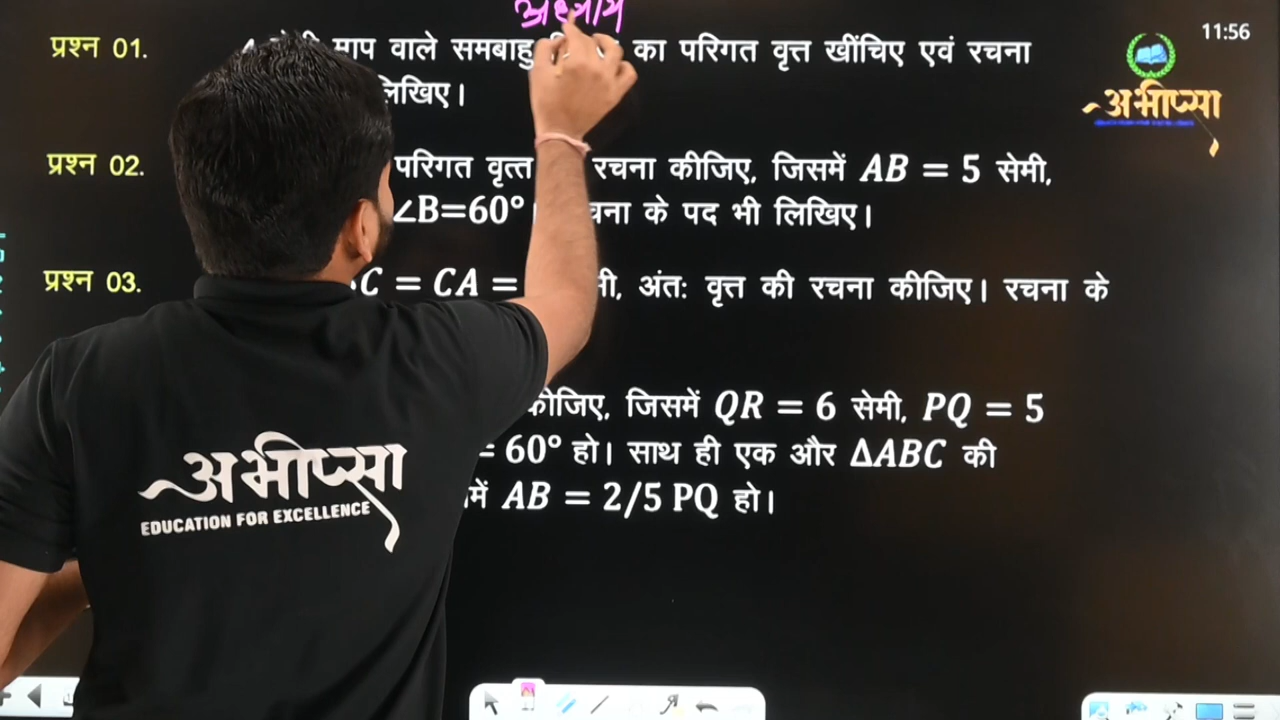 अध्याय
11:56
प्रश्न 01. माप वाले समबाहु का परिगत वृत्त खींचिए एवं रचना
लिखिए।
अभीप्सा
प्रश्न 02. परिगत वृत्त रचना कीजिए, जिसमें AB = 5 सेमी,
∠B=60° के पद भी लिखिए।
प्रश्न 03. C = CA = अंत: वृत्त की रचना कीजिए। रचना के
कीजिए, जिसमें QR = 6 सेमी, PQ = 5
= 60° हो। साथ ही एक और ΔABC की
में AB = 2/5 PQ हो।
अभीप्सा
EDUCATION FOR EXCELLENCE